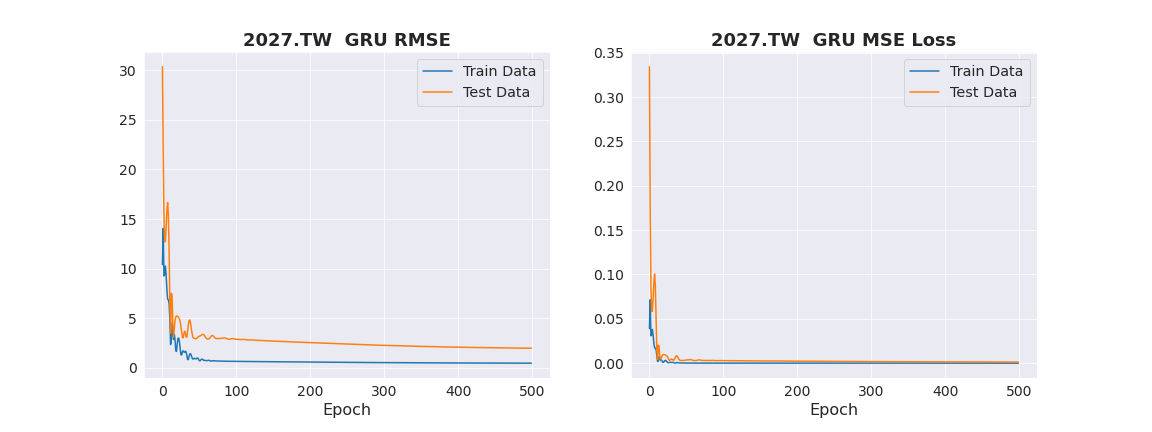 2027.TW  GRU RMSE
30
25
20
15
10
5
0
0 100 200 300 400 500
Epoch
Train Data
Test Data
2027.TW  GRU MSE Loss
0.35
0.30
0.25
0.20
0.15
0.10
0.05
0.00
0 100 200 300 400 500
Epoch
Train Data
Test Data